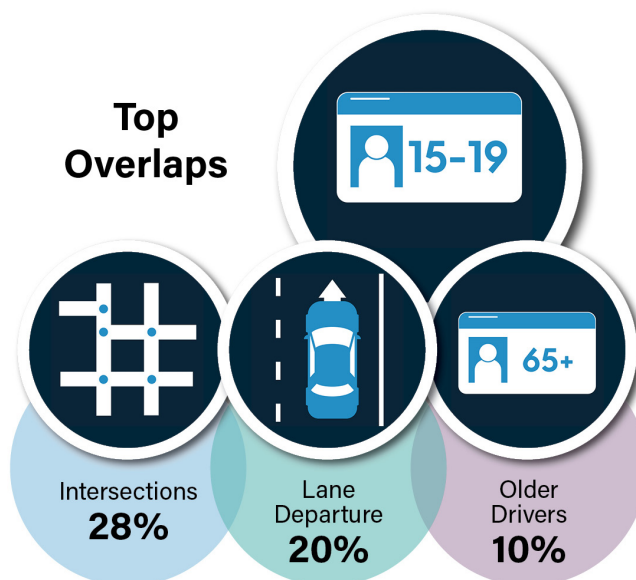 Top
Overlaps
15-19
65+
Intersections
28%
Lane
Departure
20%
Older
Drivers
10%